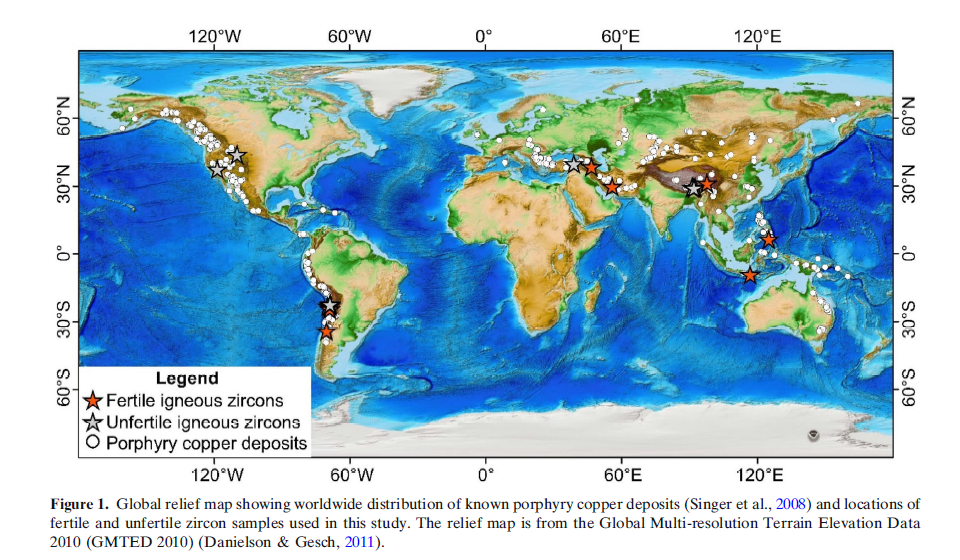 120°W 60°W 0° 60°E 120°E
60°N 60°N
30°N 30°N
0° 0°
30°S 30°S
60°S 60°S
Legend
Fertile igneous zircons
Unfertile igneous zircons
Porphyry copper deposits
120°W 60°W 0° 60°E 120°E
Figure 1. Global relief map showing worldwide distribution of known porphyry copper deposits (Singer et al., 2008) and locations of
fertile and unfertile zircon samples used in this study. The relief map is from the Global Multi-resolution Terrain Elevation Data
2010 (GMTED 2010) (Danielson & Gesch, 2011).